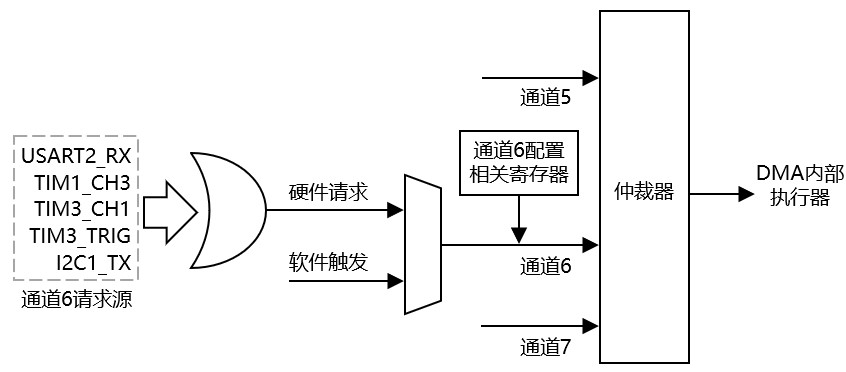 USART2_RX
TIM1_CH3
TIM3_CH1
TIM3_TRIG
I2C1_TX
通道6请求源
硬件请求
软件触发
通道6配置
相关寄存器
通道5
通道6
通道7
仲裁器
DMA内部
执行器